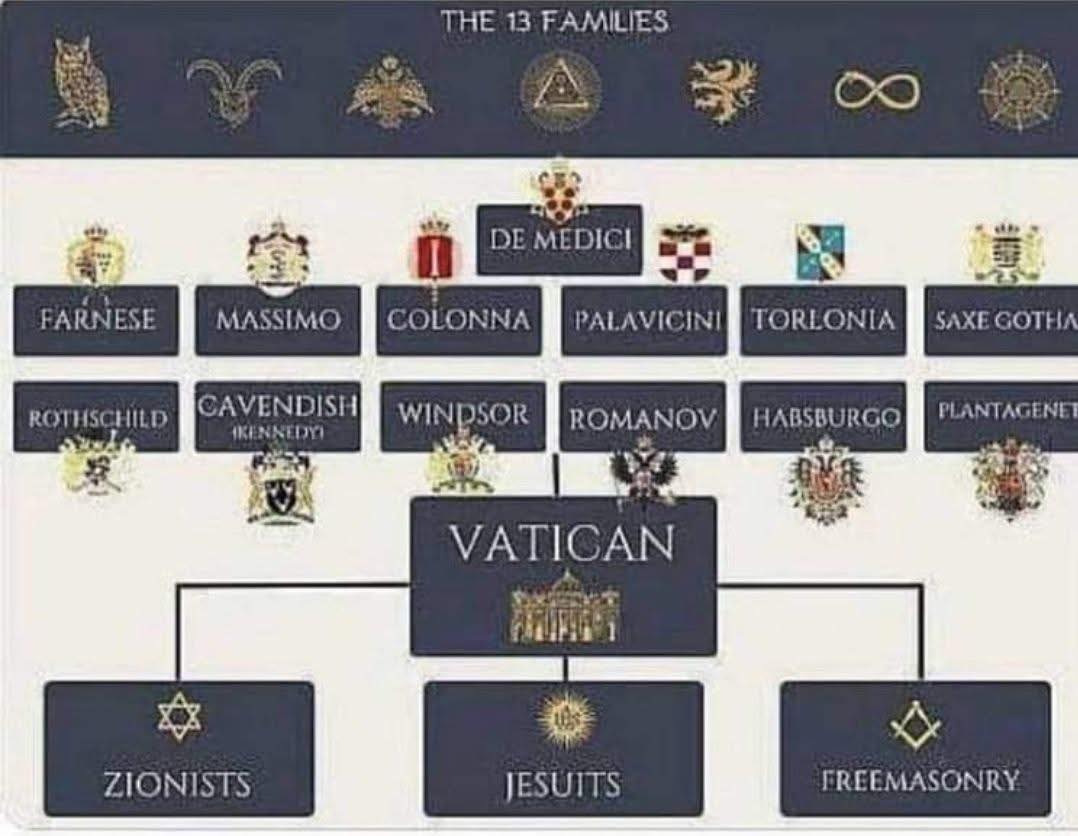 THE 13 FAMILIES
DE MEDICI
FARNESE
MASSIMO
COLONNA
PALAVICINI
TORLONIA
SAXE GOTHA
ROTHSCHILD
CAVENDISH
(KENNEDY)
WINDSOR
ROMANOV
HABSBURGO
PLANTAGENET
VATICAN
ZIONISTS
IHS
JESUITS
FREEMASONRY